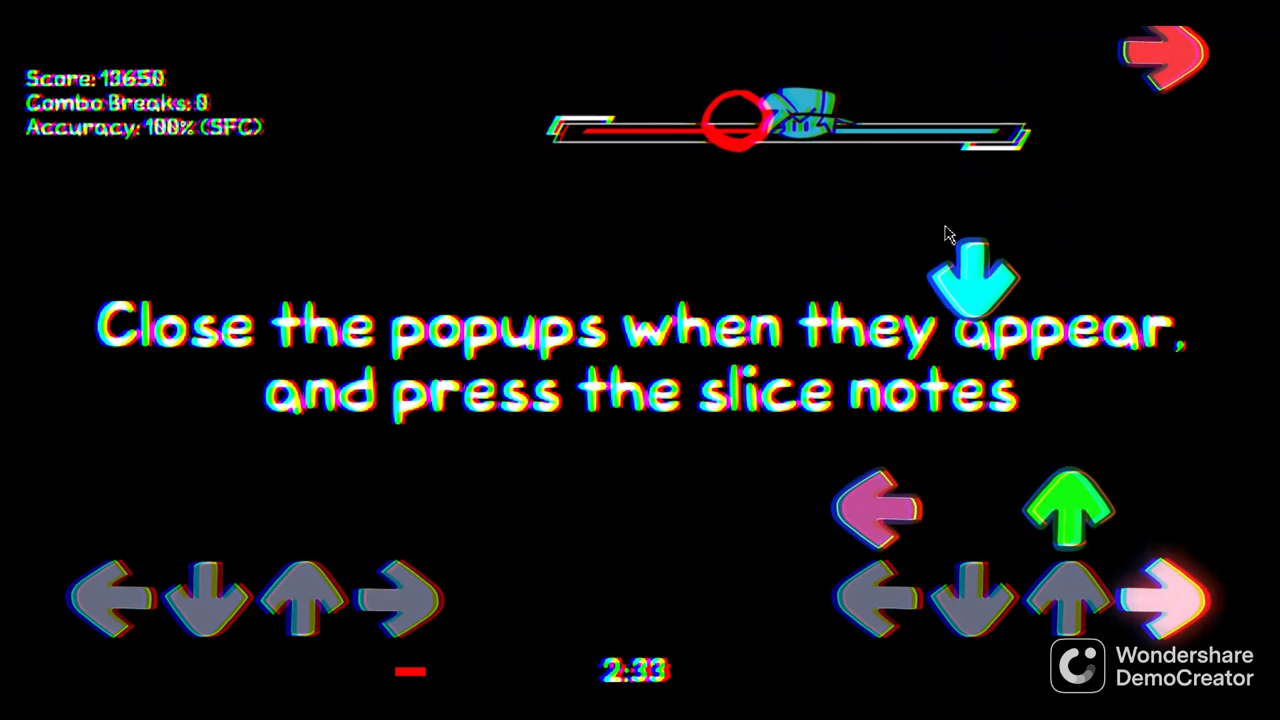 Score: 13650
Combo Breaks: 0
Accuracy: 100% (SFC)
Close the popups when they appear,
and press the slice notes
2:33
Wondershare
DemoCreator